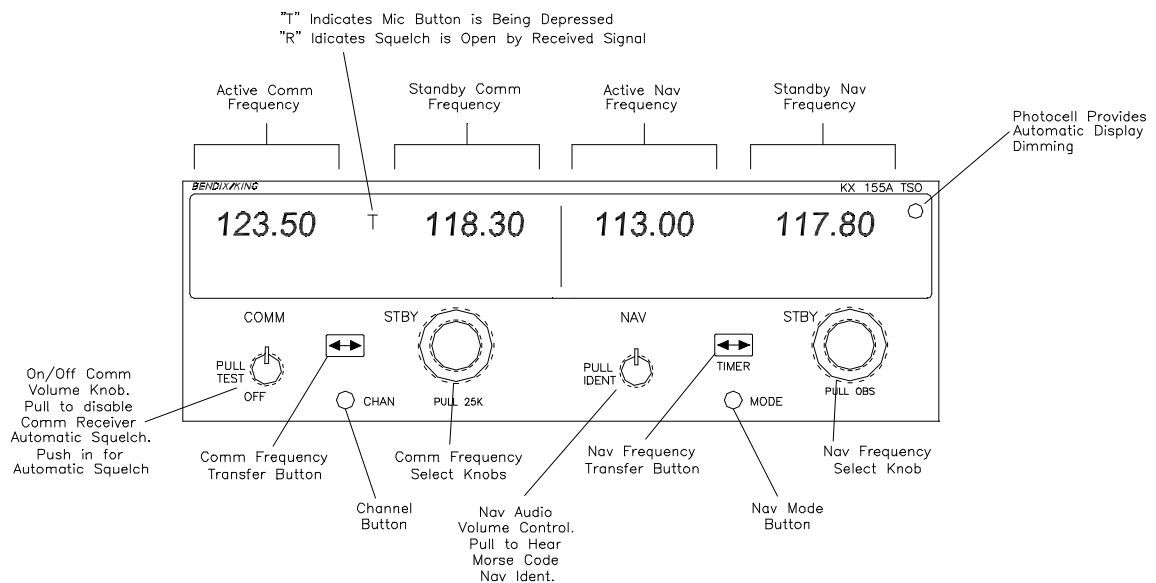 "T" Indicates Mic Button is Being Depressed
"R" Idicates Squelch is Open by Received Signal
Active Comm
Frequency
Standby Comm
Frequency
Active Nav
Frequency
Standby Nav
Frequency
Photocell Provides
Automatic Display
Dimming
BENDIX/KING
KX 155A TSO
123.50
T
118.30
113.00
117.80
COMM
STBY
NAV
STBY
PULL
TEST
OFF
CHAN
PULL 25K
PULL
IDENT
TIMER
MODE
PULL OBS
On/Off Comm
Volume Knob.
Pull to disable
Comm Receiver
Automatic Squelch.
Push in for
Automatic Squelch
Comm Frequency
Transfer Button
Channel
Button
Comm Frequency
Select Knobs
Nav Audio
Volume Control.
Pull to Hear
Morse Code
Nav Ident.
Nav Frequency
Transfer Button
Nav Mode
Button
Nav Frequency
Select Knob